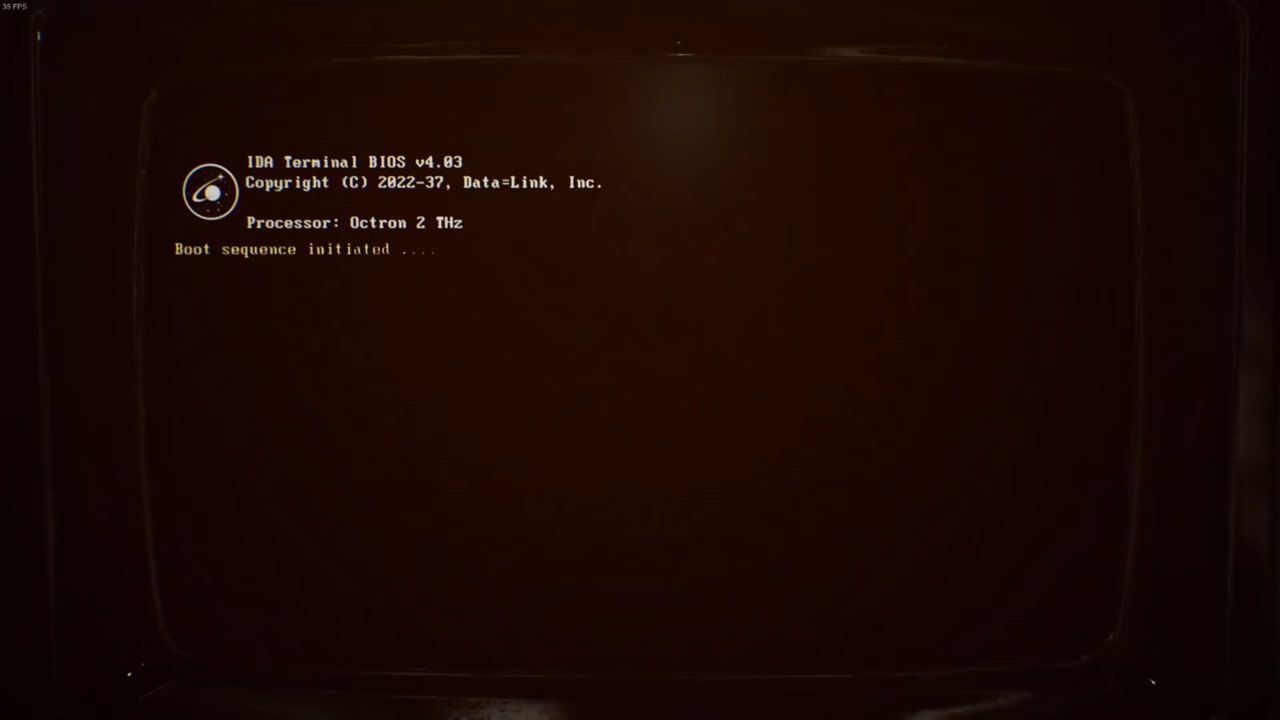 35 FPS
IDA Terminal BIOS v4.03
Copyright (C) 2022-37, Data=Link, Inc.
Processor: Octron 2 THz
Boot sequence initiated ....